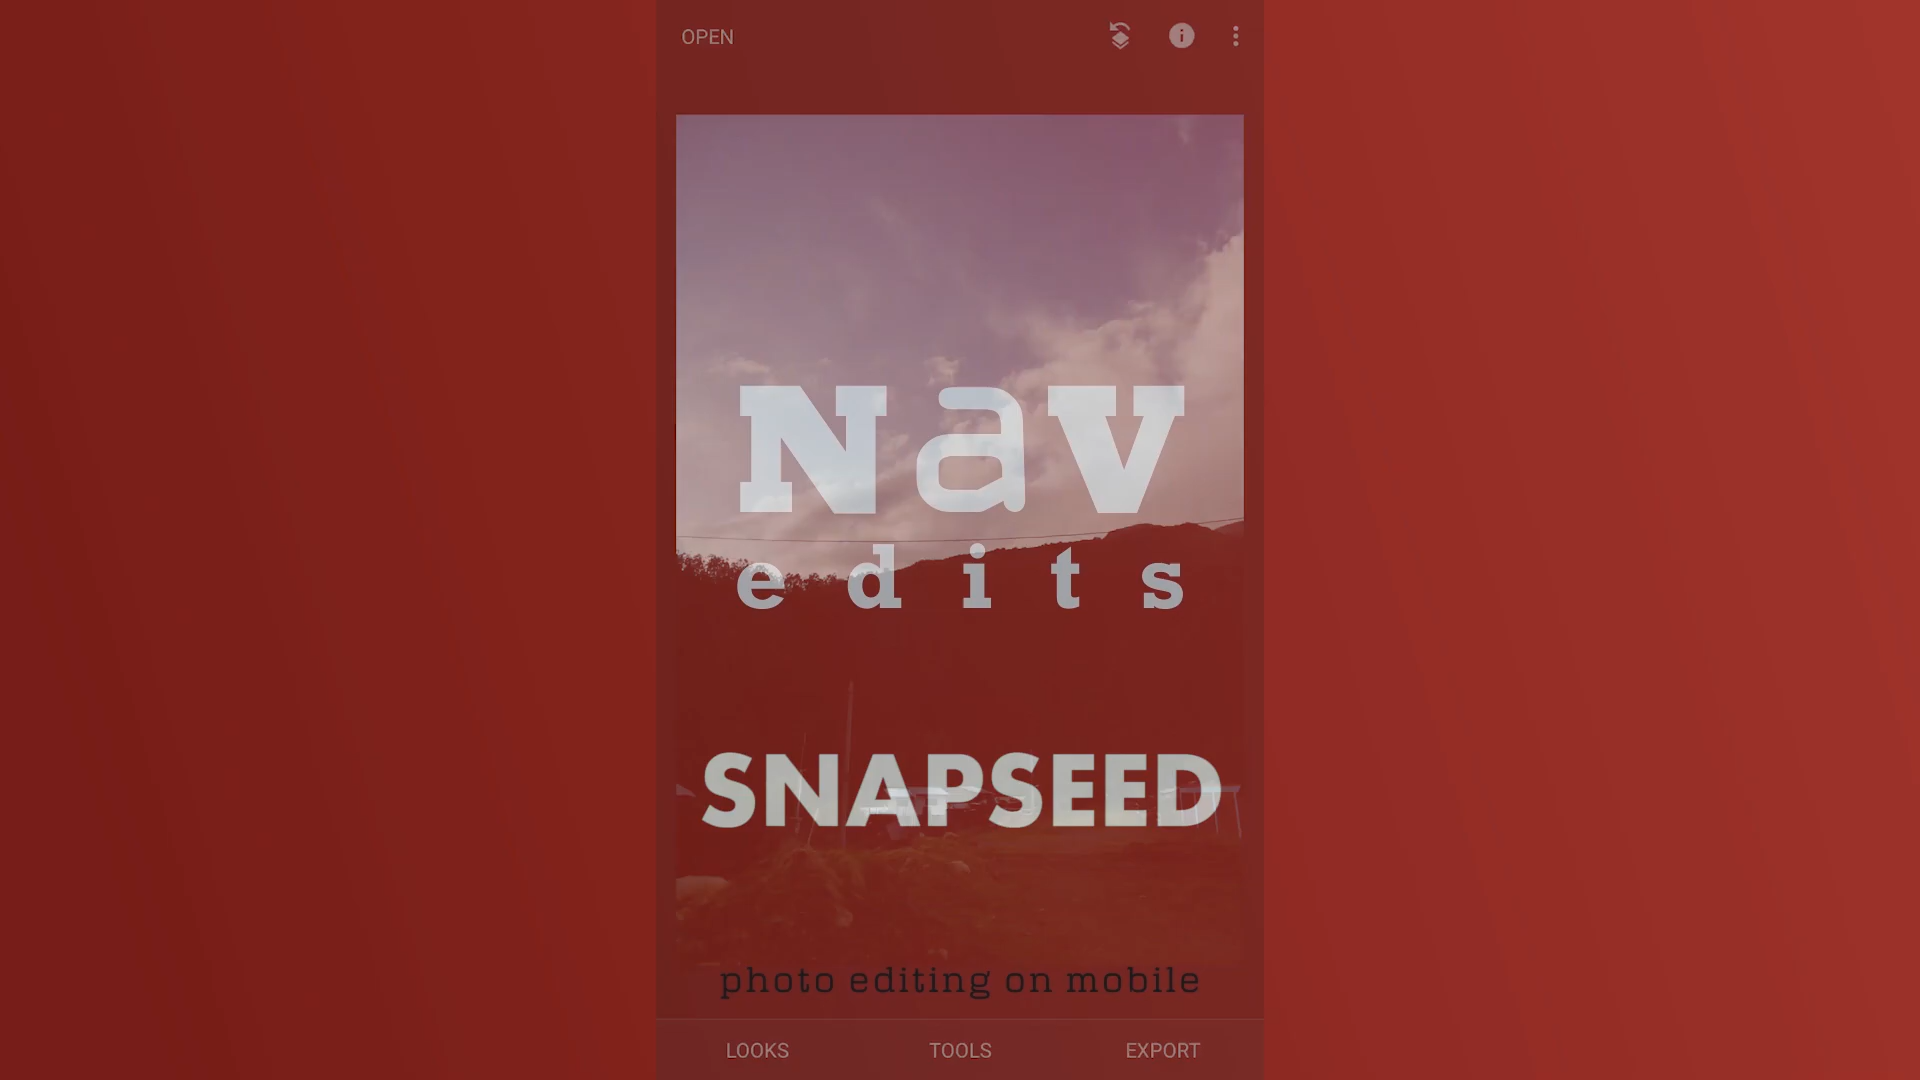 OPEN
Nav
edits
SNAPSEED
photo editing on mobile
LOOKS TOOLS EXPORT